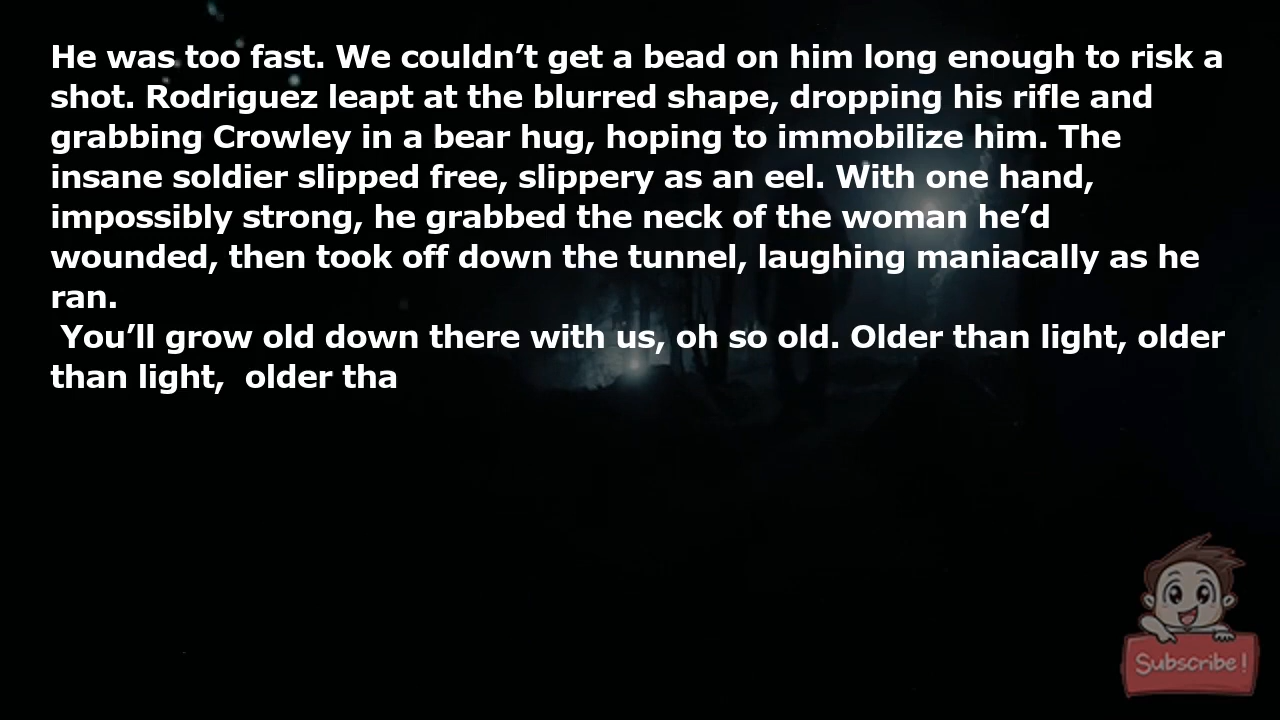 He was too fast. We couldn’t get a bead on him long enough to risk a
shot. Rodriguez leapt at the blurred shape, dropping his rifle and
grabbing Crowley in a bear hug, hoping to immobilize him. The
insane soldier slipped free, slippery as an eel. With one hand,
impossibly strong, he grabbed the neck of the woman he’d
wounded, then took off down the tunnel, laughing maniacally as he
ran.
You’ll grow old down there with us, oh so old. Older than light, older
than light,  older tha
Subscribe!